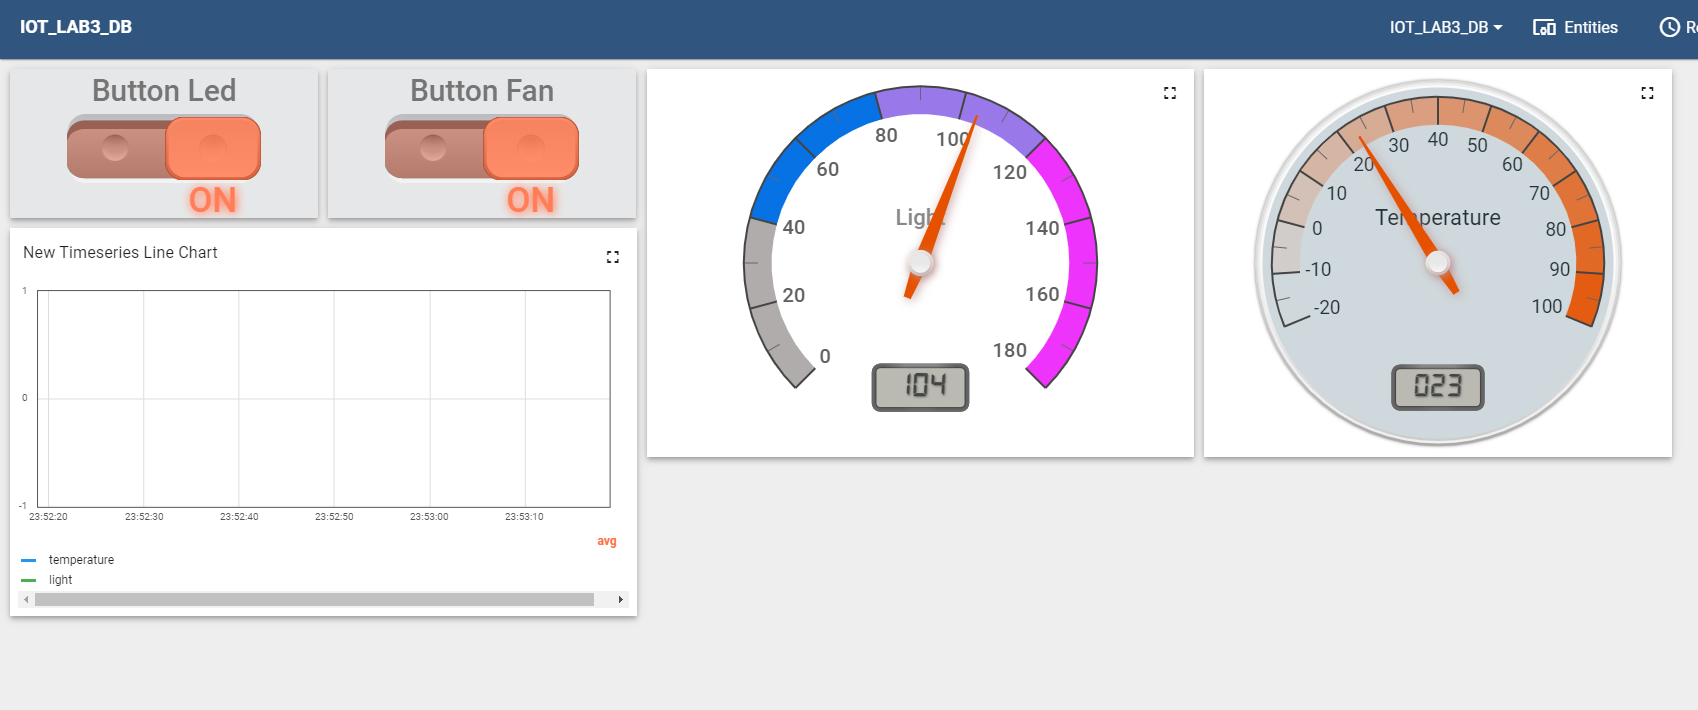 IOT_LAB3_DB
IOT_LAB3_DB
Entities
Button Led
ON
Button Fan
ON
New Timeseries Line Chart
1
0
-1
23:52:20
23:52:30
23:52:40
23:52:50
23:53:00
23:53:10
avg
temperature
light
0
20
40
60
80
100
120
140
160
180
Light
104
-20
-10
0
10
20
30
40
50
60
70
80
90
100
Temperature
023